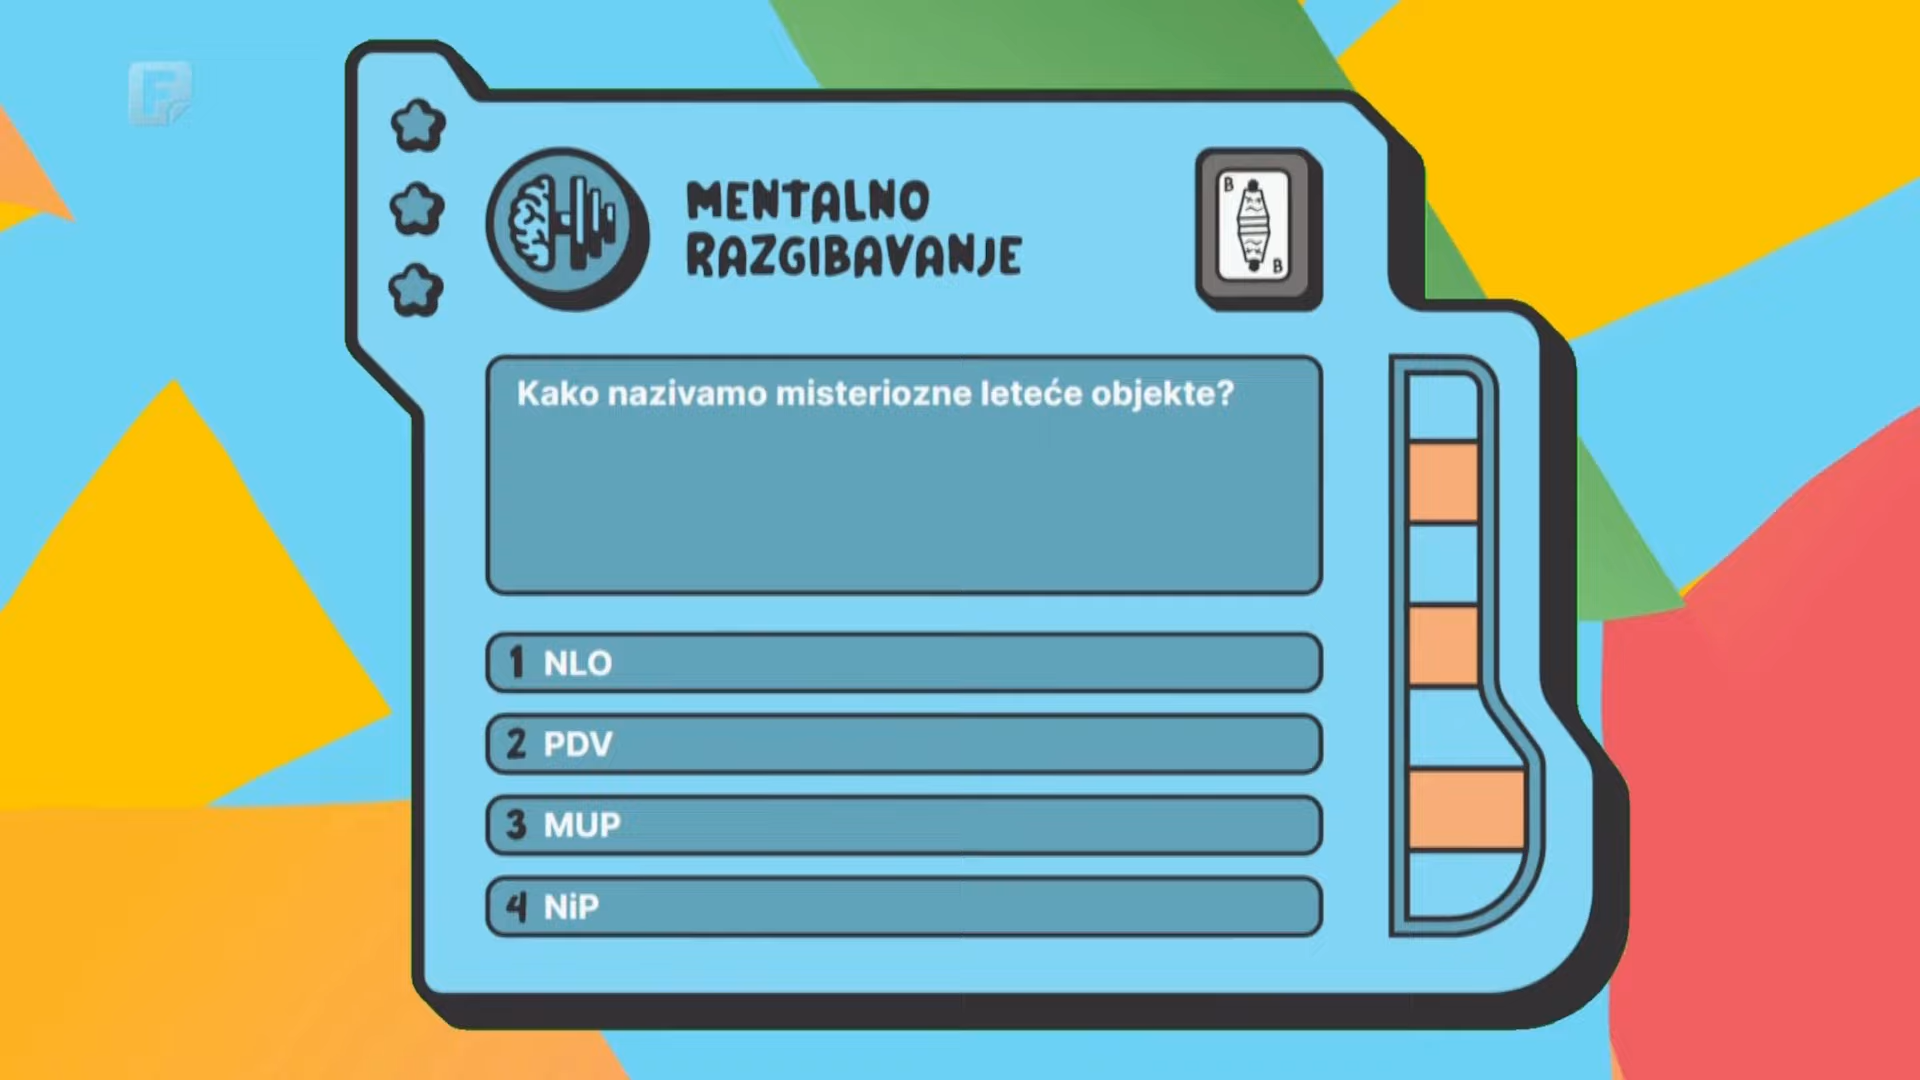 F
MENTALNO
RAZGIBAVANJE
B
B
Kako nazivamo misteriozne leteće objekte?
1 NLO
2 PDV
3 MUP
4 NiP